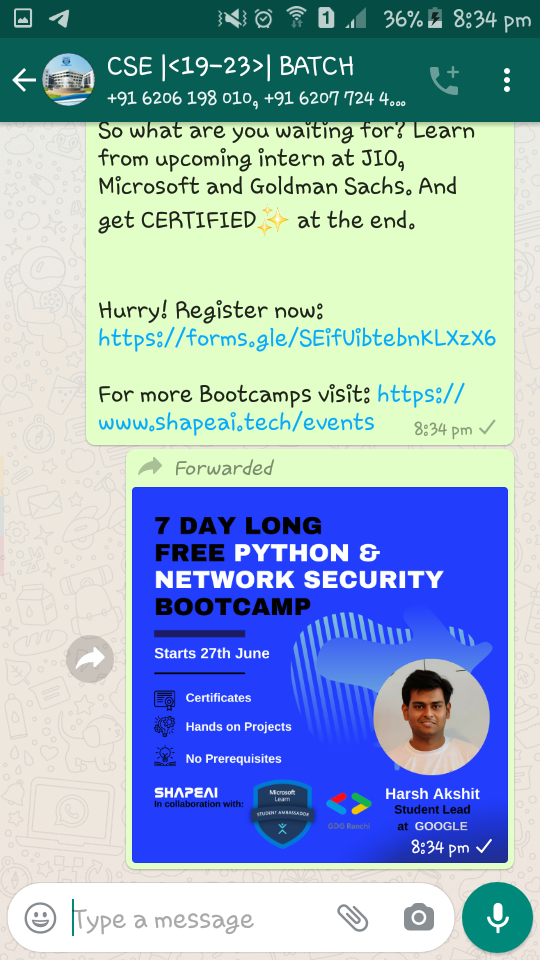 36% 8:34 pm
CSE |<19-23>| BATCH
+91 6206 198 010, +91 6207 724 4...
So what are you waiting for? Learn
from upcoming intern at JIO,
Microsoft and Goldman Sachs. And
get CERTIFIED✨ at the end.
Hurry! Register now:
https://forms.gle/SEifUibtebnKLXzX6
For more Bootcamps visit: https://
www.shapeai.tech/events
8:34 pm
Forwarded
7 DAY LONG
FREE PYTHON &
NETWORK SECURITY
BOOTCAMP
Starts 27th June
Certificates
Hands on Projects
No Prerequisites
SHAPEAI
In collaboration with:
Microsoft
Learn
STUDENT AMBASSADOR
GDG Ranchi
Harsh Akshit
Student Lead
at GOOGLE
8:34 pm
Type a message